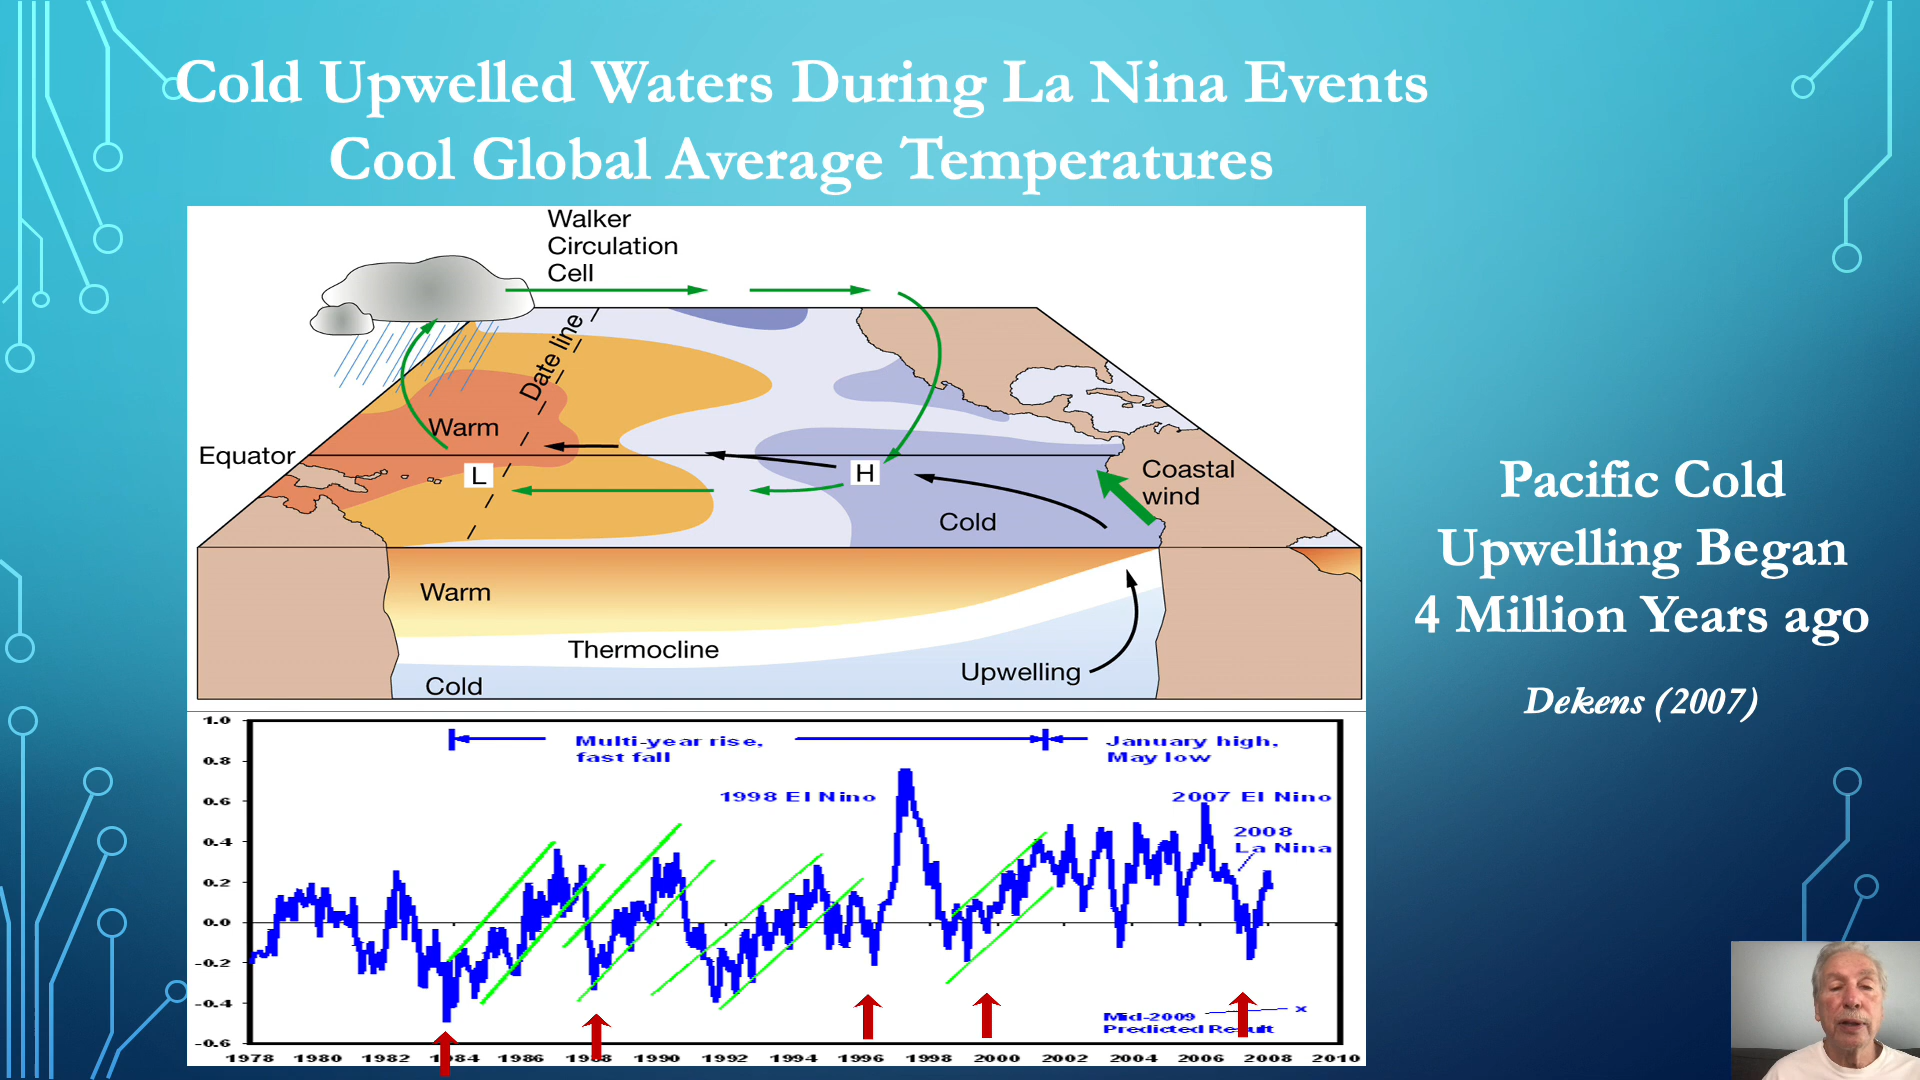 Cold Upwelled Waters During La Nina Events
Cool Global Average Temperatures
Walker
Circulation
Cell
Date line
Warm
Equator
L
H
Coastal
wind
Cold
Warm
Thermocline
Upwelling
Cold
Pacific Cold
Upwelling Began
4 Million Years ago
Dekens (2007)
1.0
0.8
0.6
0.4
0.2
0.0
-0.2
-0.4
-0.6
Multi-year rise,
fast fall
January high,
May low
1998 El Nino
2007 El Nino
2008
La Nina
Mid-2009 x
Predicted Result
1978 1980 1982 1984 1986 1988 1990 1992 1994 1996 1998 2000 2002 2004 2006 2008 2010